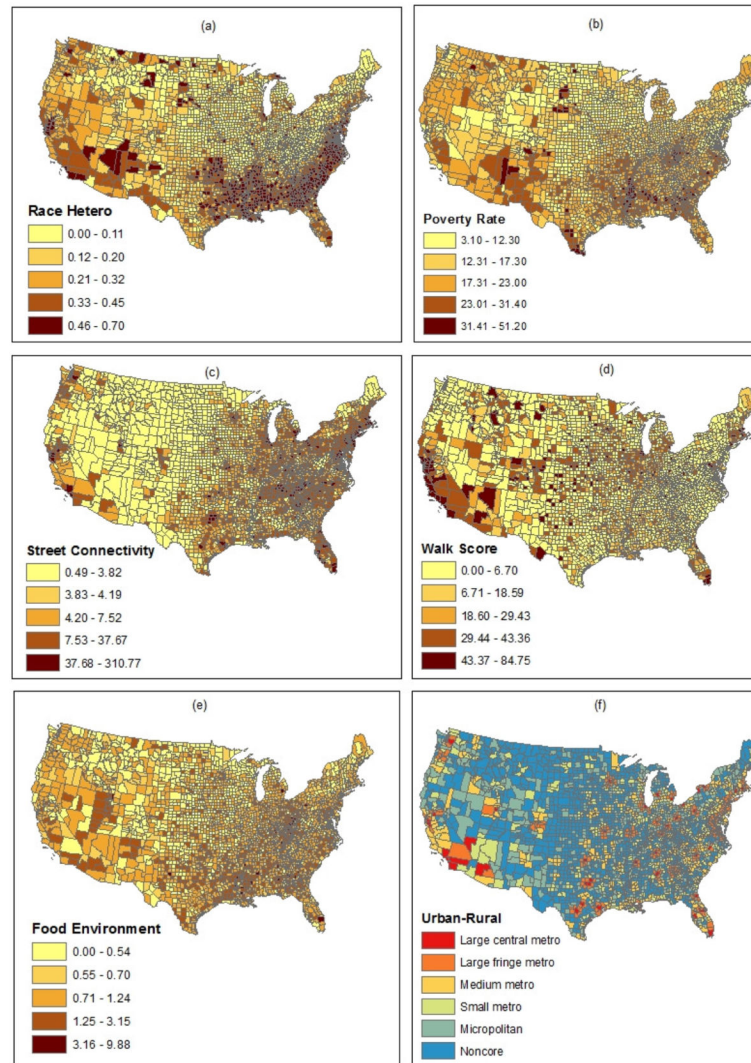 (a)
Race Hetero
0.00 - 0.11
0.12 - 0.20
0.21 - 0.32
0.33 - 0.45
0.46 - 0.70
(b)
Poverty Rate
3.10 - 12.30
12.31 - 17.30
17.31 - 23.00
23.01 - 31.40
31.41 - 51.20
(c)
Street Connectivity
0.49 - 3.82
3.83 - 4.19
4.20 - 7.52
7.53 - 37.67
37.68 - 310.77
(d)
Walk Score
0.00 - 6.70
6.71 - 18.59
18.60 - 29.43
29.44 - 43.36
43.37 - 84.75
(e)
Food Environment
0.00 - 0.54
0.55 - 0.70
0.71 - 1.24
1.25 - 3.15
3.16 - 9.88
(f)
Urban-Rural
Large central metro
Large fringe metro
Medium metro
Small metro
Micropolitan
Noncore